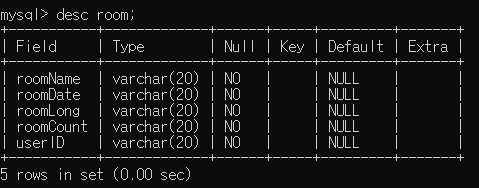 mysql> desc room;
+-----------+-------------+------+-----+---------+-------+
| Field     | Type        | Null | Key | Default | Extra |
+-----------+-------------+------+-----+---------+-------+
| roomName  | varchar(20) | NO   |     | NULL    |       |
| roomDate  | varchar(20) | NO   |     | NULL    |       |
| roomLong  | varchar(20) | NO   |     | NULL    |       |
| roomCount | varchar(20) | NO   |     | NULL    |       |
| userID    | varchar(20) | NO   |     | NULL    |       |
+-----------+-------------+------+-----+---------+-------+
5 rows in set (0.00 sec)